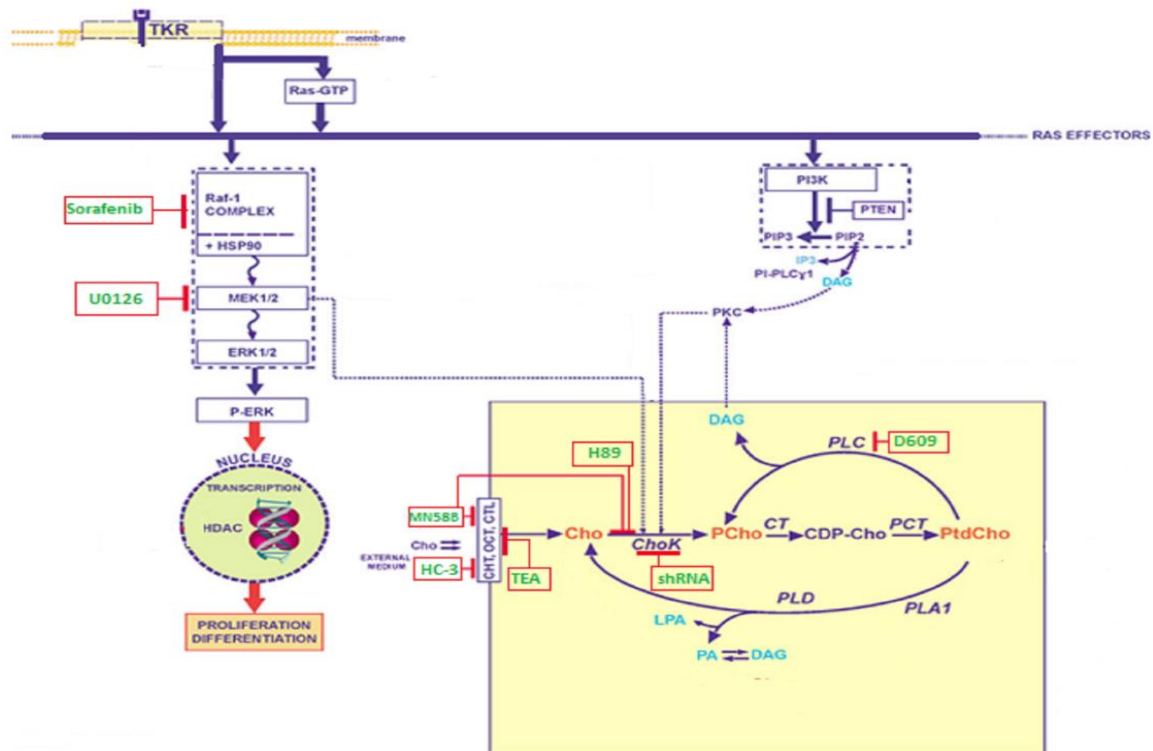 TKR
membrane
Ras-GTP
RAS EFFECTORS
Sorafenib
Raf-1
COMPLEX
+ HSP90
U0126
MEK1/2
ERK1/2
P-ERK
NUCLEUS
TRANSCRIPTION
HDAC
PROLIFERATION
DIFFERENTIATION
PI3K
PTEN
PIP3
PIP2
IP3
PI-PLCɣ1
DAG
PKC
DAG
PLC
D609
H89
MN58B
CHT, OCT, CTL
Cho
EXTERNAL
MEDIUM
HC-3
TEA
Cho
ChoK
shRNA
PCho
CT
CDP-Cho
PCT
PtdCho
PLD
PLA1
LPA
PA
DAG